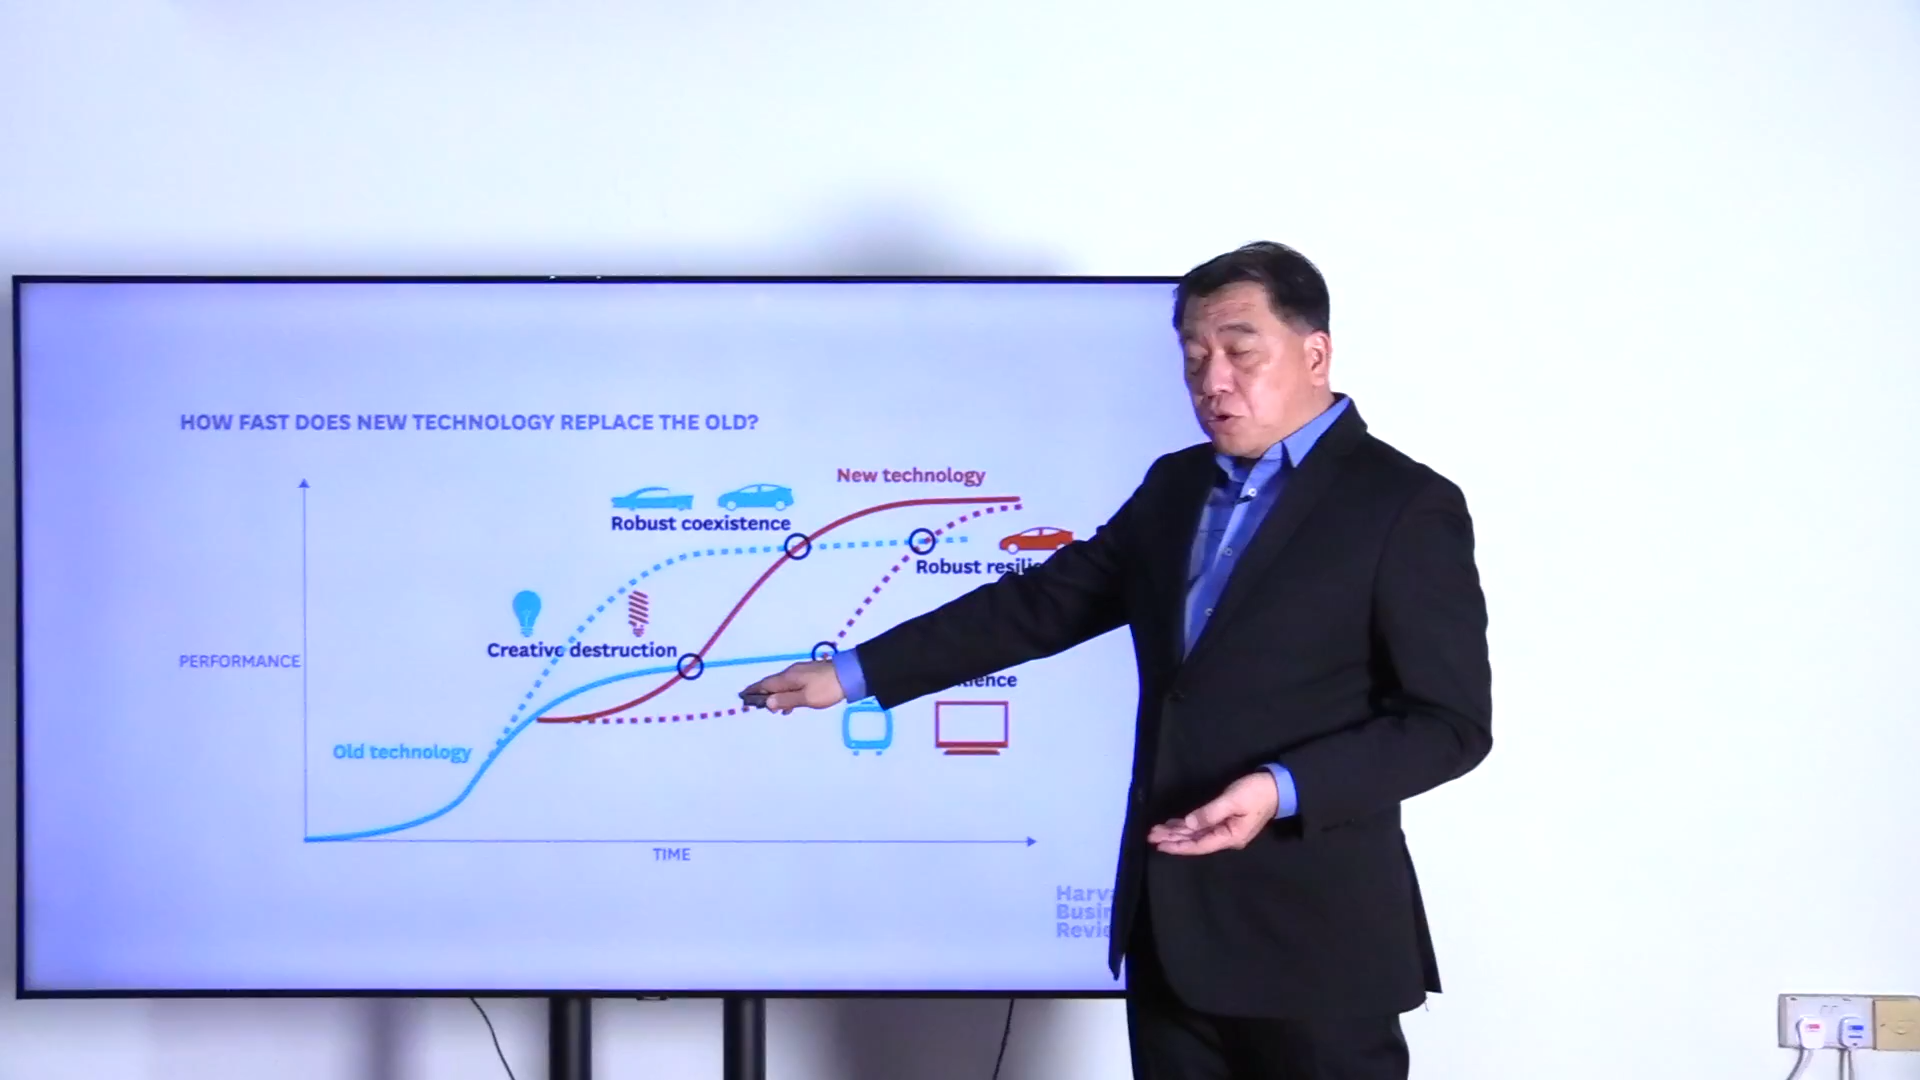 HOW FAST DOES NEW TECHNOLOGY REPLACE THE OLD?
New technology
Robust coexistence
Robust
Creative destruction
PERFORMANCE
Old technology
TIME